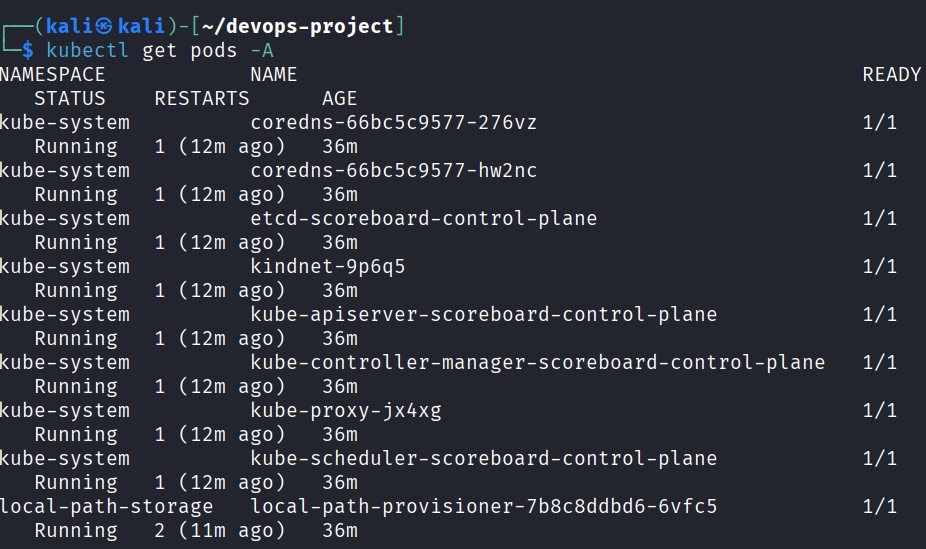 ┌──(kali㉿kali)-[~/devops-project]
└─$ kubectl get pods -A
NAMESPACE            NAME                                                READY
   STATUS    RESTARTS      AGE
kube-system          coredns-66bc5c9577-276vz                            1/1
   Running   1 (12m ago)   36m
kube-system          coredns-66bc5c9577-hw2nc                            1/1
   Running   1 (12m ago)   36m
kube-system          etcd-scoreboard-control-plane                       1/1
   Running   1 (12m ago)   36m
kube-system          kindnet-9p6q5                                       1/1
   Running   1 (12m ago)   36m
kube-system          kube-apiserver-scoreboard-control-plane             1/1
   Running   1 (12m ago)   36m
kube-system          kube-controller-manager-scoreboard-control-plane   1/1
   Running   1 (12m ago)   36m
kube-system          kube-proxy-jx4xg                                    1/1
   Running   1 (12m ago)   36m
kube-system          kube-scheduler-scoreboard-control-plane             1/1
   Running   1 (12m ago)   36m
local-path-storage   local-path-provisioner-7b8c8ddbd6-6vfc5             1/1
   Running   2 (11m ago)   36m